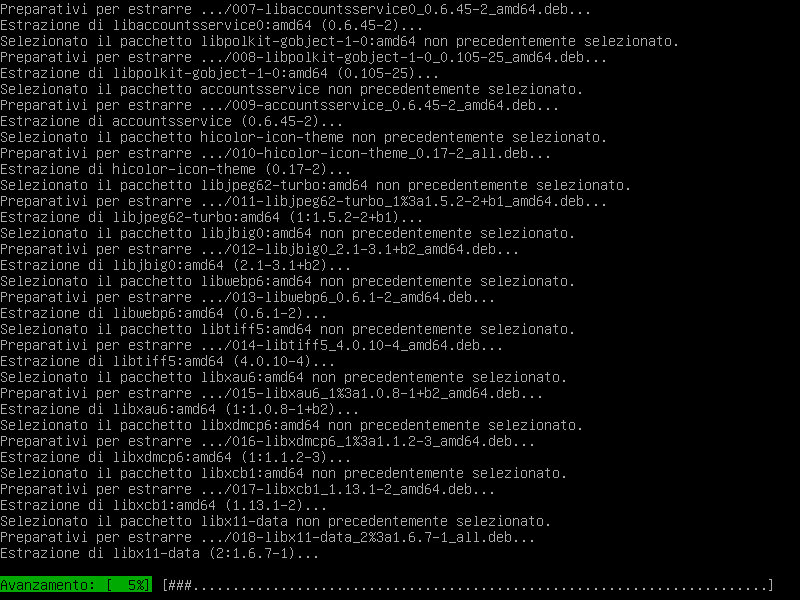 Preparativi per estrarre .../007-libaccountsservice0_0.6.45-2_amd64.deb...
Estrazione di libaccountsservice0:amd64 (0.6.45-2)...
Selezionato il pacchetto libpolkit-gobject-1-0:amd64 non precedentemente selezionato.
Preparativi per estrarre .../008-libpolkit-gobject-1-0_0.105-25_amd64.deb...
Estrazione di libpolkit-gobject-1-0:amd64 (0.105-25)...
Selezionato il pacchetto accountsservice non precedentemente selezionato.
Preparativi per estrarre .../009-accountsservice_0.6.45-2_amd64.deb...
Estrazione di accountsservice (0.6.45-2)...
Selezionato il pacchetto hicolor-icon-theme non precedentemente selezionato.
Preparativi per estrarre .../010-hicolor-icon-theme_0.17-2_all.deb...
Estrazione di hicolor-icon-theme (0.17-2)...
Selezionato il pacchetto libjpeg62-turbo:amd64 non precedentemente selezionato.
Preparativi per estrarre .../011-libjpeg62-turbo_1%3a1.5.2-2+b1_amd64.deb...
Estrazione di libjpeg62-turbo:amd64 (1:1.5.2-2+b1)...
Selezionato il pacchetto libjbig0:amd64 non precedentemente selezionato.
Preparativi per estrarre .../012-libjbig0_2.1-3.1+b2_amd64.deb...
Estrazione di libjbig0:amd64 (2.1-3.1+b2)...
Selezionato il pacchetto libwebp6:amd64 non precedentemente selezionato.
Preparativi per estrarre .../013-libwebp6_0.6.1-2_amd64.deb...
Estrazione di libwebp6:amd64 (0.6.1-2)...
Selezionato il pacchetto libtiff5:amd64 non precedentemente selezionato.
Preparativi per estrarre .../014-libtiff5_4.0.10-4_amd64.deb...
Estrazione di libtiff5:amd64 (4.0.10-4)...
Selezionato il pacchetto libxau6:amd64 non precedentemente selezionato.
Preparativi per estrarre .../015-libxau6_1%3a1.0.8-1+b2_amd64.deb...
Estrazione di libxau6:amd64 (1:1.0.8-1+b2)...
Selezionato il pacchetto libxdmcp6:amd64 non precedentemente selezionato.
Preparativi per estrarre .../016-libxdmcp6_1%3a1.1.2-3_amd64.deb...
Estrazione di libxdmcp6:amd64 (1:1.1.2-3)...
Selezionato il pacchetto libxcb1:amd64 non precedentemente selezionato.
Preparativi per estrarre .../017-libxcb1_1.13.1-2_amd64.deb...
Estrazione di libxcb1:amd64 (1.13.1-2)...
Selezionato il pacchetto libx11-data non precedentemente selezionato.
Preparativi per estrarre .../018-libx11-data_2%3a1.6.7-1_all.deb...
Estrazione di libx11-data (2:1.6.7-1)...
Avanzamento: [  5%] [###........................................................................]